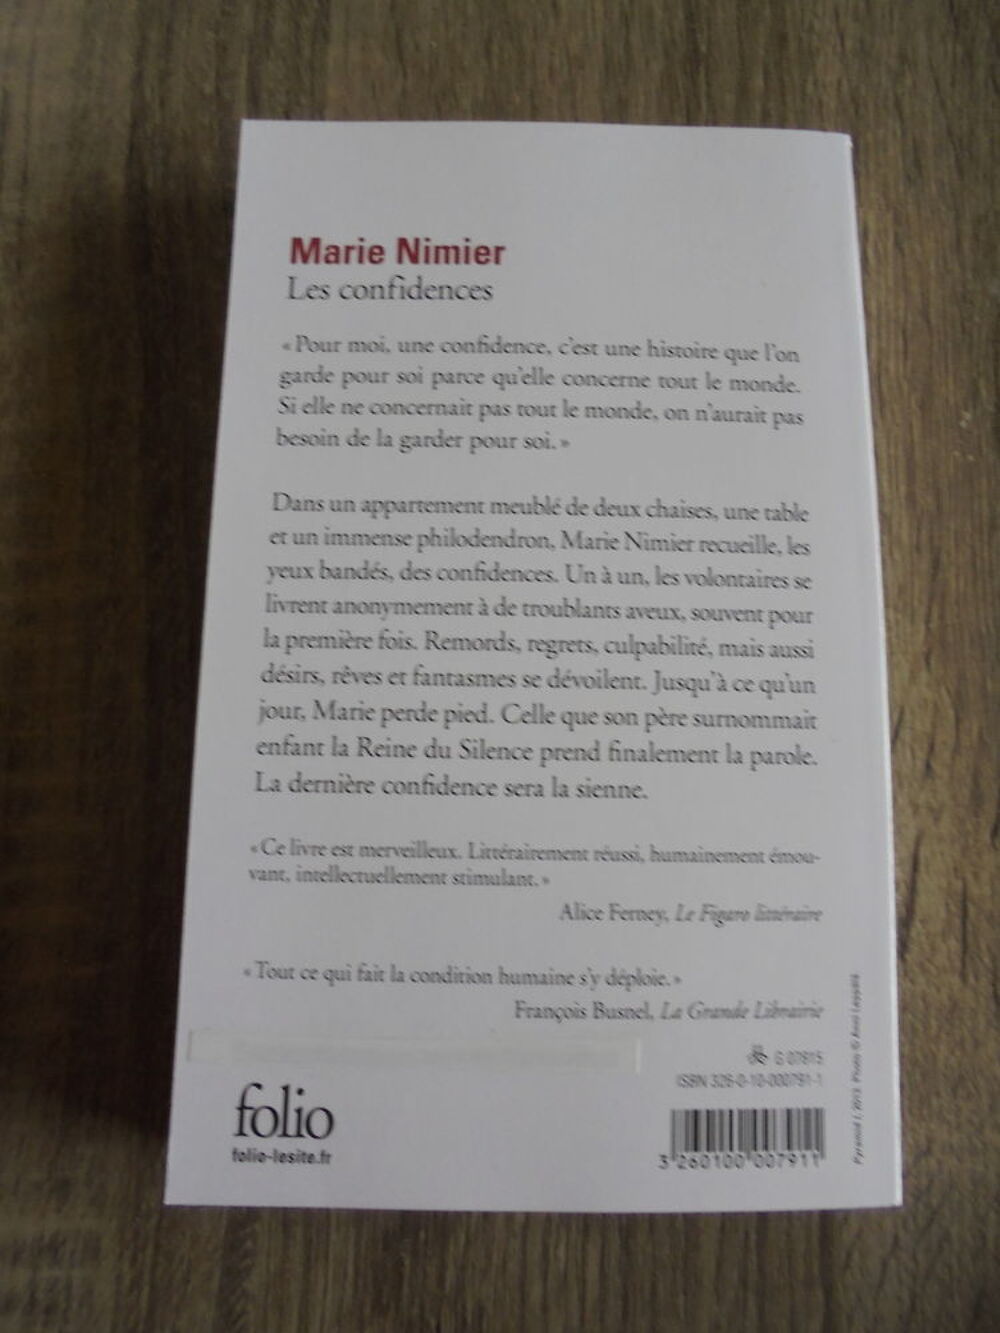 Marie Nimier
Les confidences
« Pour moi, une confidence, c'est une histoire que l'on
garde pour soi parce qu'elle concerne tout le monde.
Si elle ne concernait pas tout le monde, on n'aurait pas
besoin de la garder pour soi. »
Dans un appartement meublé de deux chaises, une table
et un immense philodendron, Marie Nimier recueille, les
yeux bandés, des confidences. Un à un, les volontaires se
livrent anonymement à de troublants aveux, souvent pour
la première fois. Remords, regrets, culpabilité, mais aussi
désirs, rêves et fantasmes se dévoilent. Jusqu'à ce qu'un
jour, Marie perde pied. Celle que son père surnommait
enfant la Reine du Silence prend finalement la parole.
La dernière confidence sera la sienne.
« Ce livre est merveilleux. Littérairement réussi, humainement émou-
vant, intellectuellement stimulant. »
Alice Ferney, Le Figaro littéraire
« Tout ce qui fait la condition humaine s'y déploie. »
François Busnel, La Grande Librairie
G 07815
ISBN 326-0-10-000791-1
folio
folio-lesite.fr
3 260100 007911
Photo ©